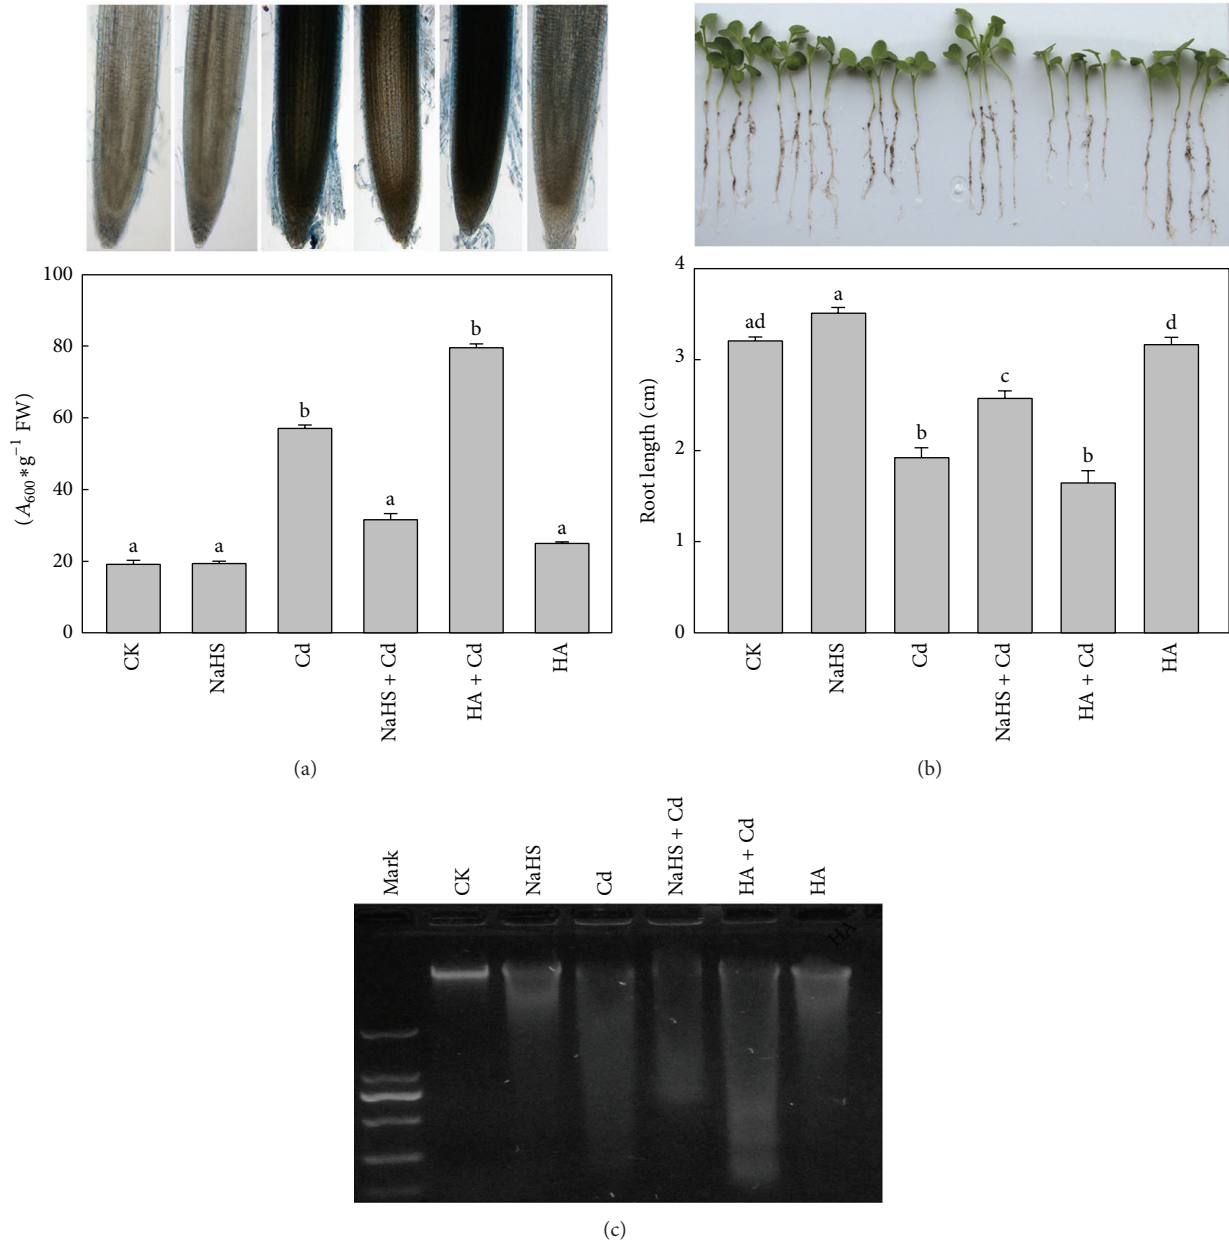 100
80
60
40
20
0
(A₆₀₀*g⁻¹ FW)
a
a
b
a
b
a
CK
NaHS
Cd
NaHS + Cd
HA + Cd
HA
(a)
4
3
2
1
0
Root length (cm)
ad
a
b
c
b
d
CK
NaHS
Cd
NaHS + Cd
HA + Cd
HA
(b)
Mark
CK
NaHS
Cd
NaHS + Cd
HA + Cd
HA
HA
(c)